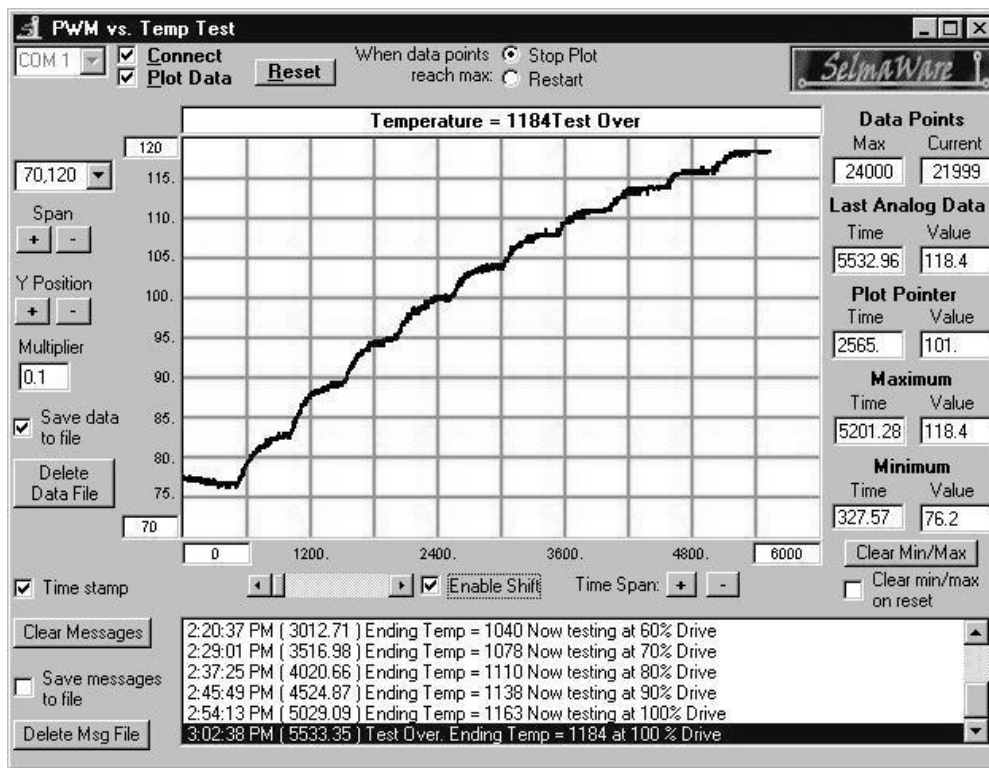 PWM vs. Temp Test
COM 1
Connect
Plot Data
Reset
When data points
reach max:
Stop Plot
Restart
SelmaWare
Temperature = 1184Test Over
70,120
Span
+ -
Y Position
+ -
Multiplier
0.1
Save data
to file
Delete
Data File
120
115.
110.
105.
100.
95.
90.
85.
80.
75.
70
0 1200. 2400. 3600. 4800. 6000
Data Points
Max Current
24000 21999
Last Analog Data
Time Value
5532.96 118.4
Plot Pointer
Time Value
2565. 101.
Maximum
Time Value
5201.28 118.4
Minimum
Time Value
327.57 76.2
Clear Min/Max
Clear min/max
on reset
Time stamp
Enable Shift
Time Span: + -
Clear Messages
Save messages
to file
Delete Msg File
2:20:37 PM ( 3012.71 ) Ending Temp = 1040 Now testing at 60% Drive
2:29:01 PM ( 3516.98 ) Ending Temp = 1078 Now testing at 70% Drive
2:37:25 PM ( 4020.66 ) Ending Temp = 1110 Now testing at 80% Drive
2:45:49 PM ( 4524.87 ) Ending Temp = 1138 Now testing at 90% Drive
2:54:13 PM ( 5029.09 ) Ending Temp = 1163 Now testing at 100% Drive
3:02:38 PM ( 5533.35 ) Test Over. Ending Temp = 1184 at 100 % Drive